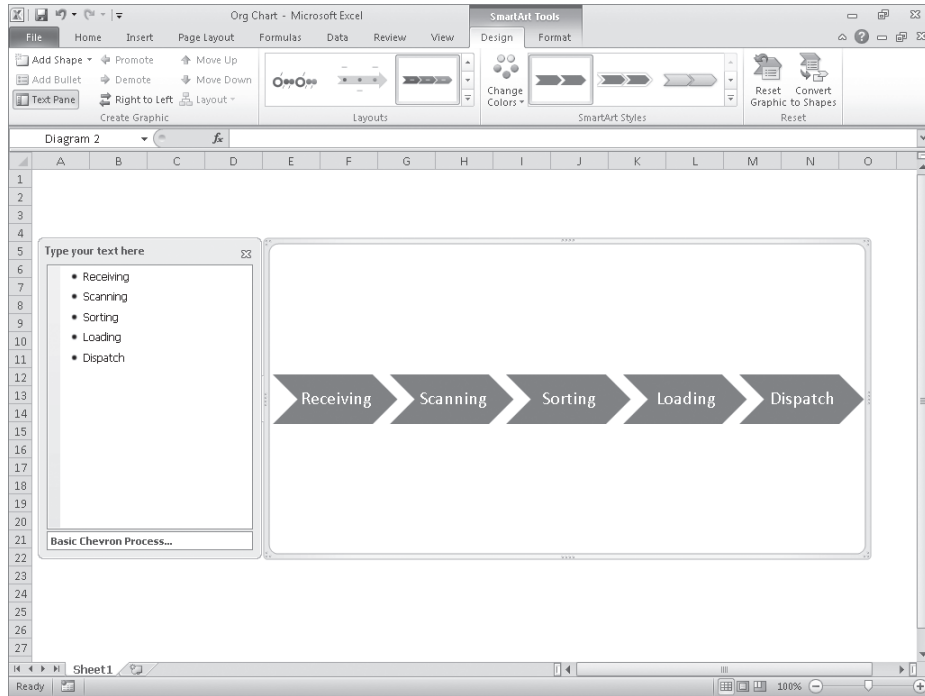 Org Chart - Microsoft Excel
SmartArt Tools
File Home Insert Page Layout Formulas Data Review View Design Format
Add Shape Promote Move Up
Add Bullet Demote Move Down
Text Pane Right to Left Layout
Create Graphic
Layouts
Change Colors
SmartArt Styles
Reset Graphic
Convert to Shapes
Reset
Diagram 2 fx
A B C D E F G H I J K L M N O
1
2
3
4
5
6
7
8
9
10
11
12
13
14
15
16
17
18
19
20
21
22
23
24
25
26
27
Type your text here
Receiving
Scanning
Sorting
Loading
Dispatch
Basic Chevron Process...
Receiving Scanning Sorting Loading Dispatch
Sheet1
Ready 100%